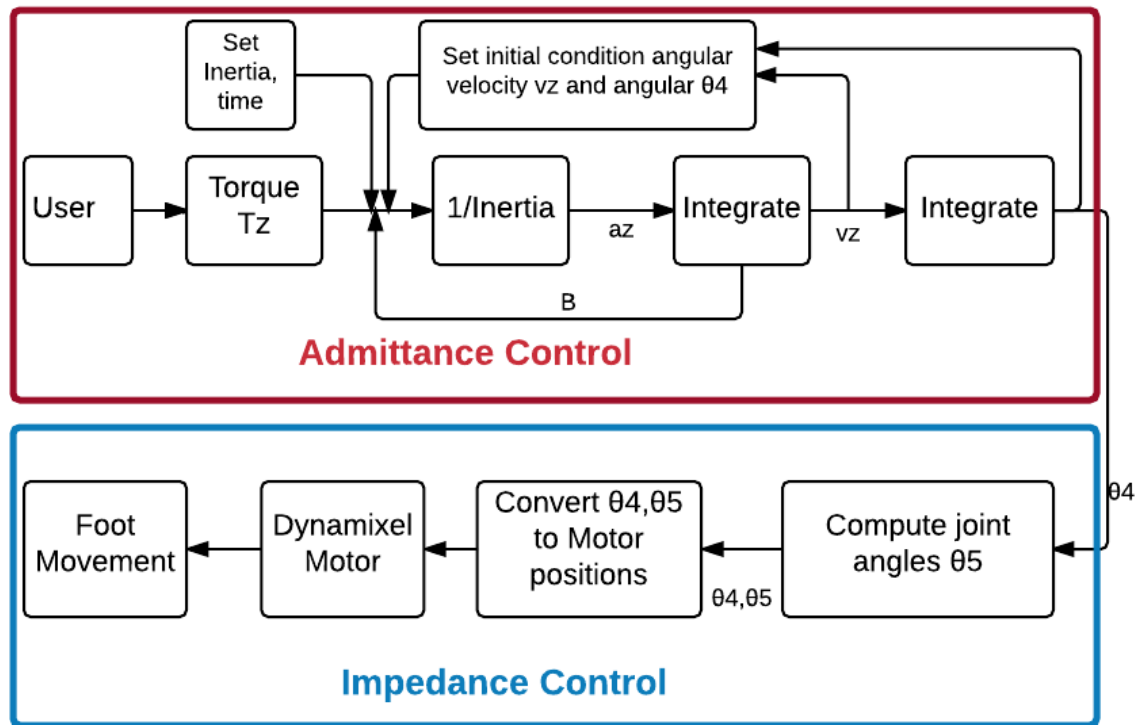 Set
Inertia,
time
Set initial condition angular
velocity vz and angular θ4
User
Torque
Tz
1/Inertia
az
Integrate
vz
Integrate
B
Admittance Control
θ4
Foot
Movement
Dynamixel
Motor
Convert θ4,θ5
to Motor
positions
θ4,θ5
Compute joint
angles θ5
Impedance Control